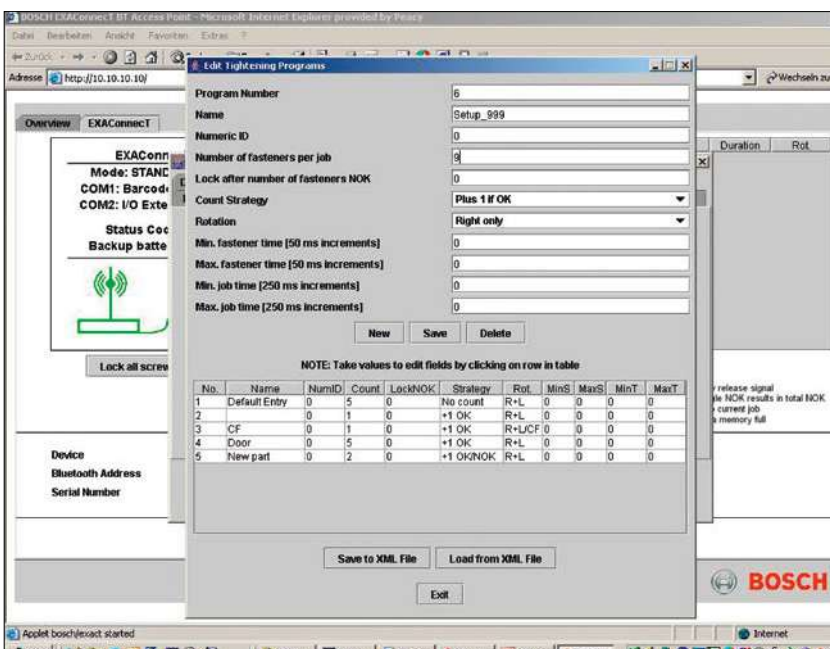 BOSCH EXAConnecT BT Access Point - Microsoft Internet Explorer provided by Peacy
Datei Bearbeiten Ansicht Favoriten Extras ?
Zurück
Adresse http://10.10.10.10/ Wechseln zu
Edit Tightening Programs
Overview EXAConnecT
EXAConn
Mode: STAND
COM1: Barcod
COM2: I/O Exte
Status Cod
Backup batte
Lock all screw
Device
Bluetooth Address
Serial Number
Program Number 6
Name Setup_999
Numeric ID 0
Number of fasteners per job 9
Lock after number of fasteners NOK 0
Count Strategy Plus 1 if OK
Rotation Right only
Min. fastener time [50 ms increments] 0
Max. fastener time [50 ms increments] 0
Min. job time [250 ms increments] 0
Max. job time [250 ms increments] 0
New Save Delete
NOTE: Take values to edit fields by clicking on row in table
No. Name NumID Count LockNOK Strategy Rot. MinS MaxS MinT MaxT
1 Default Entry 0 5 0 No count R+L 0 0 0 0
2 0 1 0 +1 OK R+L 0 0 0 0
3 CF 0 1 0 +1 OK R+L/CF 0 0 0 0
4 Door 0 5 0 +1 OK R+L 0 0 0 0
5 New part 0 2 0 +1 OK/NOK R+L 0 0 0 0
Save to XML File Load from XML File
Exit
Duration Rot.
release signal
le NOK results in total NOK
current job
memory full
BOSCH
Applet bosch/exact started Internet